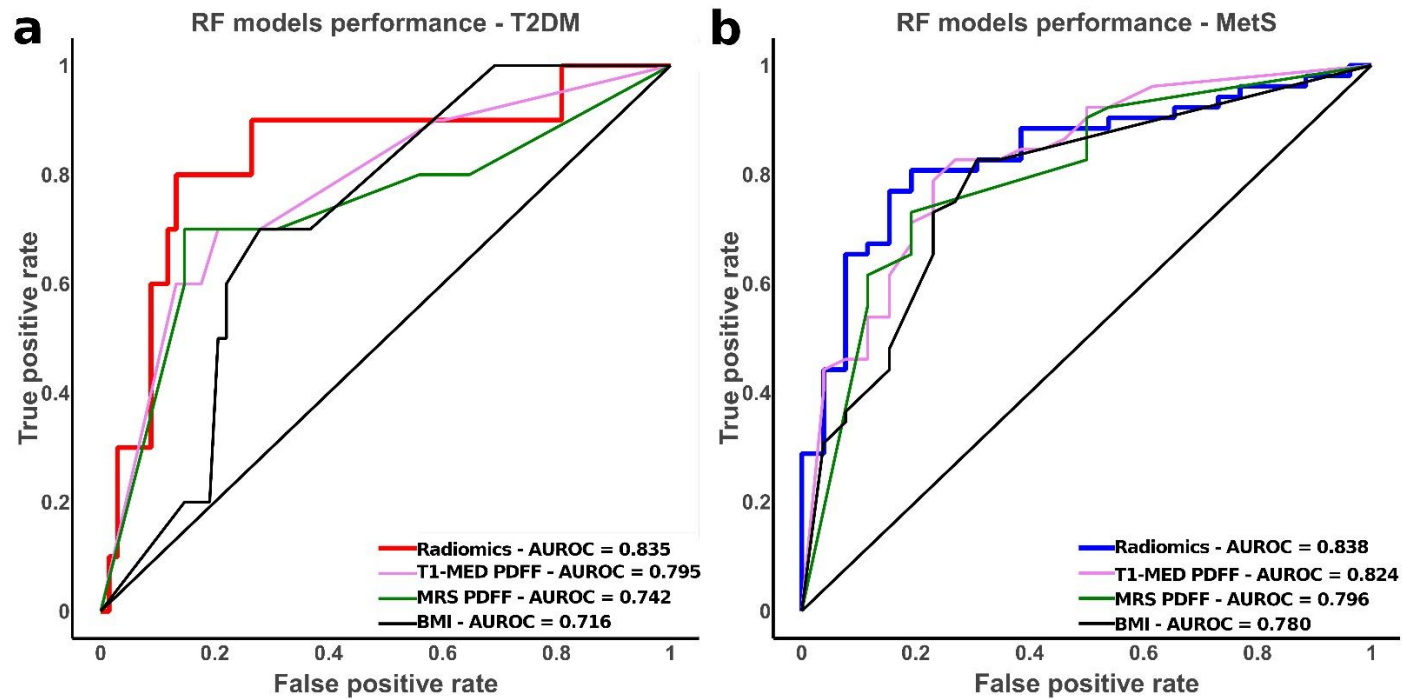 a
RF models performance - T2DM
True positive rate
1
0.8
0.6
0.4
0.2
0
Radiomics - AUROC = 0.835
T1-MED PDFF - AUROC = 0.795
MRS PDFF - AUROC = 0.742
BMI - AUROC = 0.716
0
0.2
0.4
0.6
0.8
1
False positive rate
b
RF models performance - MetS
True positive rate
1
0.8
0.6
0.4
0.2
0
Radiomics - AUROC = 0.838
T1-MED PDFF - AUROC = 0.824
MRS PDFF - AUROC = 0.796
BMI - AUROC = 0.780
0
0.2
0.4
0.6
0.8
1
False positive rate